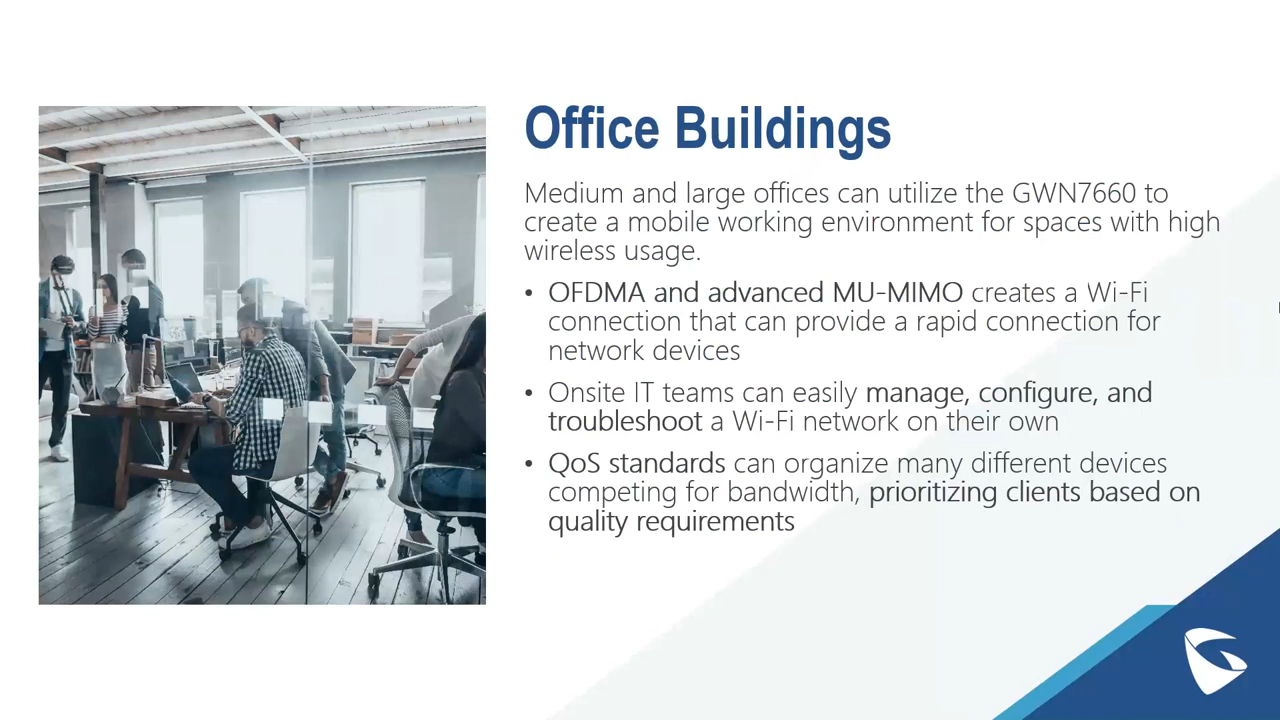 Office Buildings
Medium and large offices can utilize the GWN7660 to
create a mobile working environment for spaces with high
wireless usage.
• OFDMA and advanced MU-MIMO creates a Wi-Fi
connection that can provide a rapid connection for
network devices
• Onsite IT teams can easily manage, configure, and
troubleshoot a Wi-Fi network on their own
• QoS standards can organize many different devices
competing for bandwidth, prioritizing clients based on
quality requirements